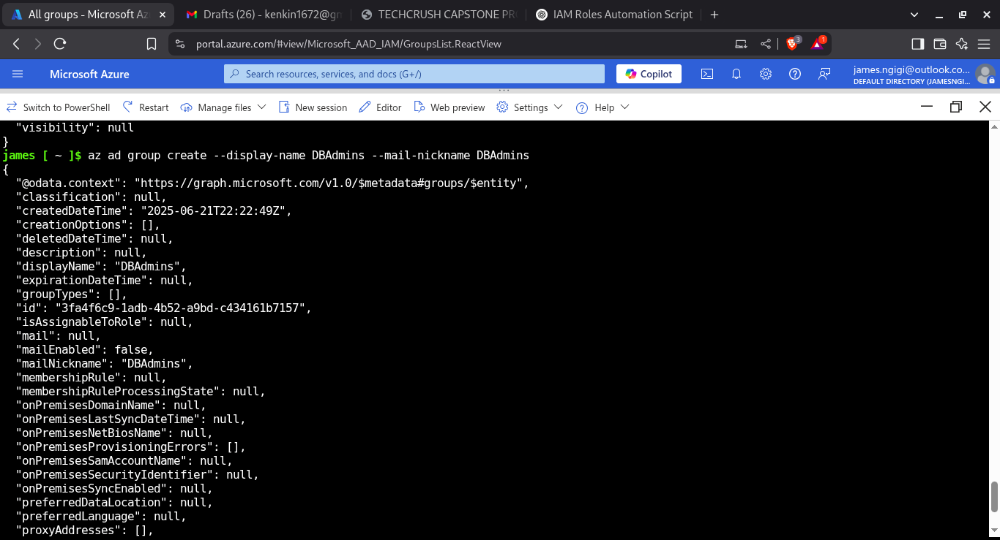 All groups - Microsoft Az
Drafts (26) - kenkin1672@gm
TECHCRUSH CAPSTONE PR
IAM Roles Automation Script
portal.azure.com/#view/Microsoft_AAD_IAM/GroupsList.ReactView
3
1
Microsoft Azure
Search resources, services, and docs (G+/)
Copilot
james.ngigi@outlook.co...
DEFAULT DIRECTORY (JAMESNGI...
Switch to PowerShell
Restart
Manage files
New session
Editor
Web preview
Settings
Help
"visibility": null
}
james [ ~ ]$ az ad group create --display-name DBAdmins --mail-nickname DBAdmins
{
"@odata.context": "https://graph.microsoft.com/v1.0/$metadata#groups/$entity",
"classification": null,
"createdDateTime": "2025-06-21T22:22:49Z",
"creationOptions": [],
"deletedDateTime": null,
"description": null,
"displayName": "DBAdmins",
"expirationDateTime": null,
"groupTypes": [],
"id": "3fa4f6c9-1adb-4b52-a9bd-c434161b7157",
"isAssignableToRole": null,
"mail": null,
"mailEnabled": false,
"mailNickname": "DBAdmins",
"membershipRule": null,
"membershipRuleProcessingState": null,
"onPremisesDomainName": null,
"onPremisesLastSyncDateTime": null,
"onPremisesNetBiosName": null,
"onPremisesProvisioningErrors": [],
"onPremisesSamAccountName": null,
"onPremisesSecurityIdentifier": null,
"onPremisesSyncEnabled": null,
"preferredDataLocation": null,
"preferredLanguage": null,
"proxyAddresses": [],